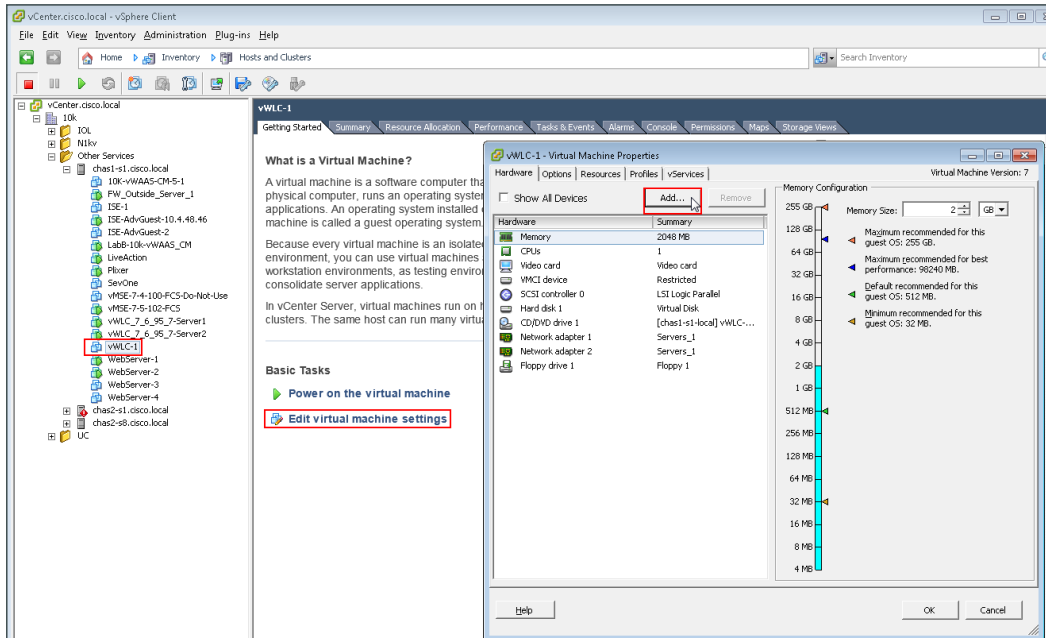 vCenter.cisco.local - vSphere Client
File Edit View Inventory Administration Plug-ins Help
Home Inventory Hosts and Clusters
Search Inventory
vCenter.cisco.local
10k
IOL
N1kv
Other Services
chas1-s1.cisco.local
10K-vWAAS-CM-5-1
FW_Outside_Server_1
ISE-1
ISE-AdvGuest-10.4.48.46
ISE-AdvGuest-2
LabB-10k-vWAAS_CM
LiveAction
Plixer
SevOne
vMSE-7-4-100-FCS-Do-Not-Use
vMSE-7-5-102-FCS
vWLC_7_6_95_7-Server1
vWLC_7_6_95_7-Server2
vWLC-1
WebServer-1
WebServer-2
WebServer-3
WebServer-4
chas2-s1.cisco.local
chas2-s8.cisco.local
UC
vWLC-1
Getting Started Summary Resource Allocation Performance Tasks & Events Alarms Console Permissions Maps Storage Views
What is a Virtual Machine?
A virtual machine is a software computer tha
physical computer, runs an operating syster
applications. An operating system installed
machine is called a guest operating system
Because every virtual machine is an isolate
environment, you can use virtual machines
workstation environments, as testing enviror
consolidate server applications.
In vCenter Server, virtual machines run on
clusters. The same host can run many virtu
Basic Tasks
Power on the virtual machine
Edit virtual machine settings
vWLC-1 - Virtual Machine Properties
Hardware Options Resources Profiles vServices Virtual Machine Version: 7
Show All Devices Add... Remove
Hardware Summary
Memory 2048 MB
CPUs 1
Video card Video card
VMCI device Restricted
SCSI controller 0 LSI Logic Parallel
Hard disk 1 Virtual Disk
CD/DVD drive 1 [chas1-s1-local] vWLC-...
Network adapter 1 Servers_1
Network adapter 2 Servers_1
Floppy drive 1 Floppy 1
Memory Configuration
255 GB
128 GB
64 GB
32 GB
16 GB
8 GB
4 GB
2 GB
1 GB
512 MB
256 MB
128 MB
64 MB
32 MB
16 MB
8 MB
4 MB
Memory Size: 2 GB
Maximum recommended for this
guest OS: 255 GB.
Maximum recommended for best
performance: 98240 MB.
Default recommended for this
guest OS: 512 MB.
Minimum recommended for this
guest OS: 32 MB.
Help OK Cancel